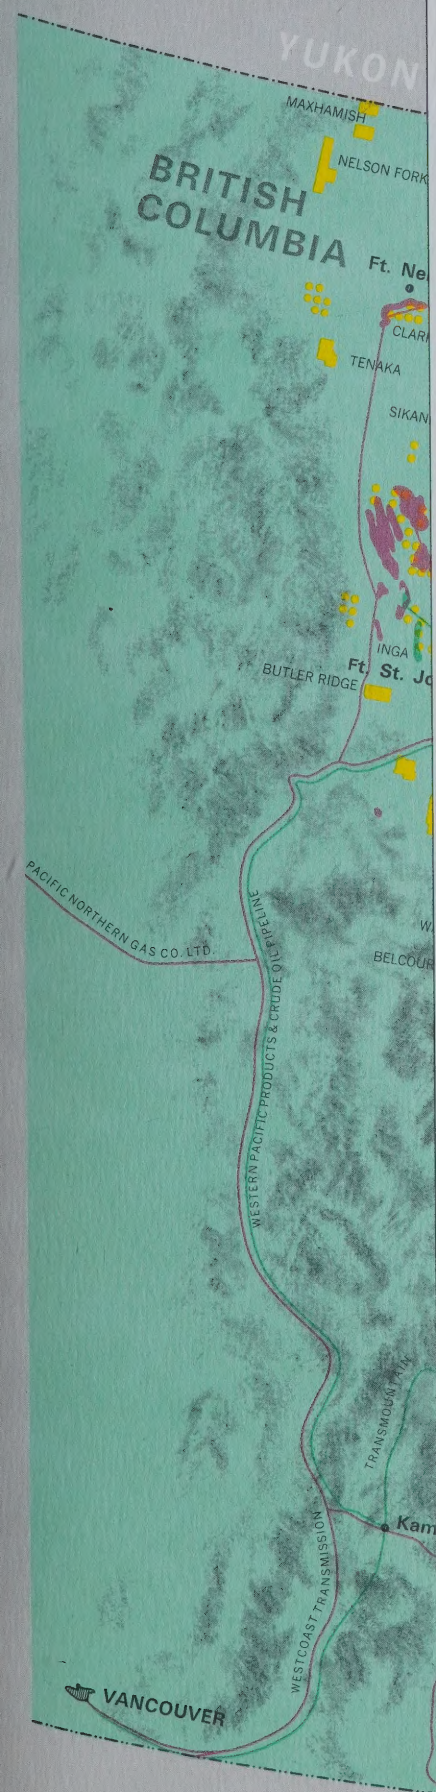 YUKON
MAXHAMISH
NELSON FORK
BRITISH
COLUMBIA
Ft. Ne
CLAR
TENAKA
SIKAN
INGA
Ft. St. Jo
BUTLER RIDGE
PACIFIC NORTHERN GAS CO. LTD.
WESTERN PACIFIC PRODUCTS & CRUDE OIL PIPELINE
BELCOUR
TRANSMOUNTAIN
Kam
WESTCOAST TRANSMISSION
VANCOUVER